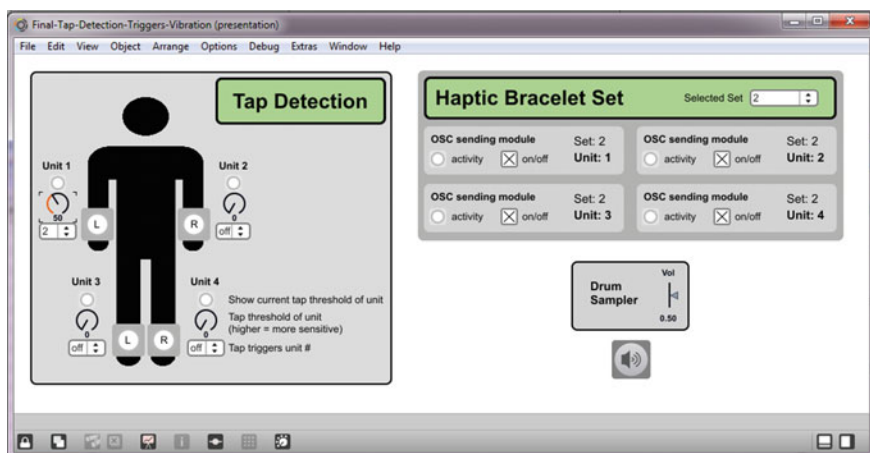 Final-Tap-Detection-Triggers-Vibration (presentation)
File Edit View Object Arrange Options Debug Extras Window Help
Tap Detection
Unit 1
50
2
L
Unit 2
0
off
R
Unit 3
0
off
L
Unit 4
0
off
R
Show current tap threshold of unit
Tap threshold of unit
(higher = more sensitive)
Tap triggers unit #
Haptic Bracelet Set
Selected Set 2
OSC sending module Set: 2
activity on/off Unit: 1
OSC sending module Set: 2
activity on/off Unit: 2
OSC sending module Set: 2
activity on/off Unit: 3
OSC sending module Set: 2
activity on/off Unit: 4
Drum
Sampler
Vol
0.50